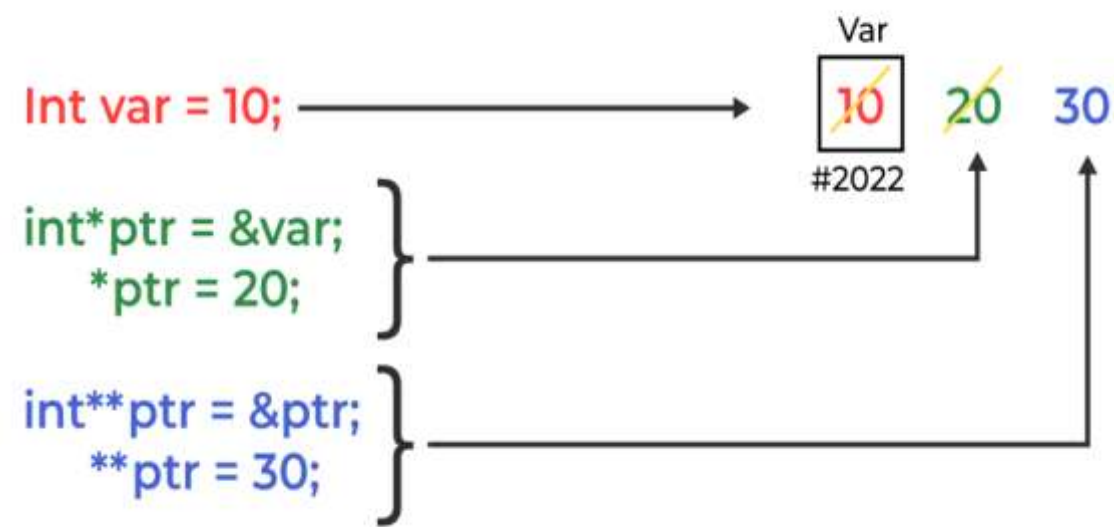 Var
Int var = 10; 10 20 30
#2022
int*ptr = &var;
*ptr = 20;
int**ptr = &ptr;
**ptr = 30;